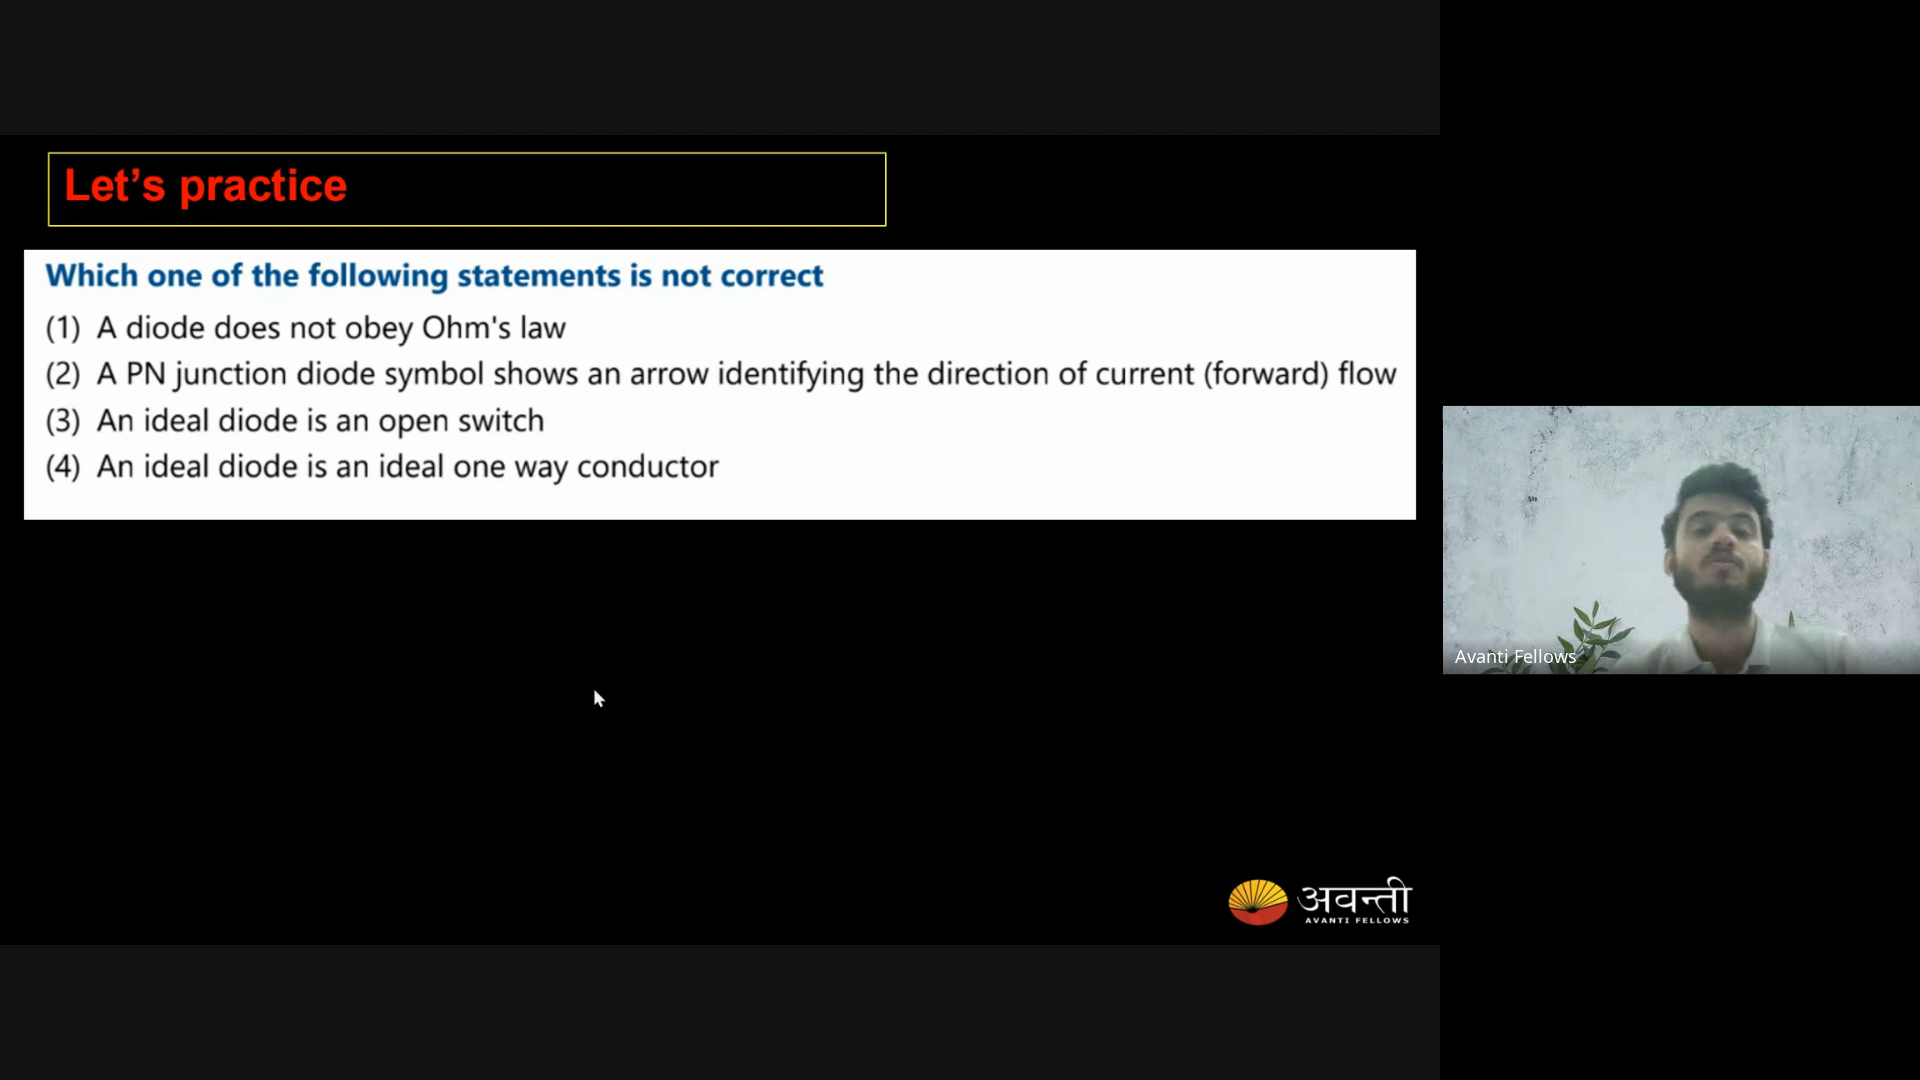 Let’s practice
Which one of the following statements is not correct
(1) A diode does not obey Ohm's law
(2) A PN junction diode symbol shows an arrow identifying the direction of current (forward) flow
(3) An ideal diode is an open switch
(4) An ideal diode is an ideal one way conductor
Avanti Fellows
अवन्ती
AVANTI FELLOWS